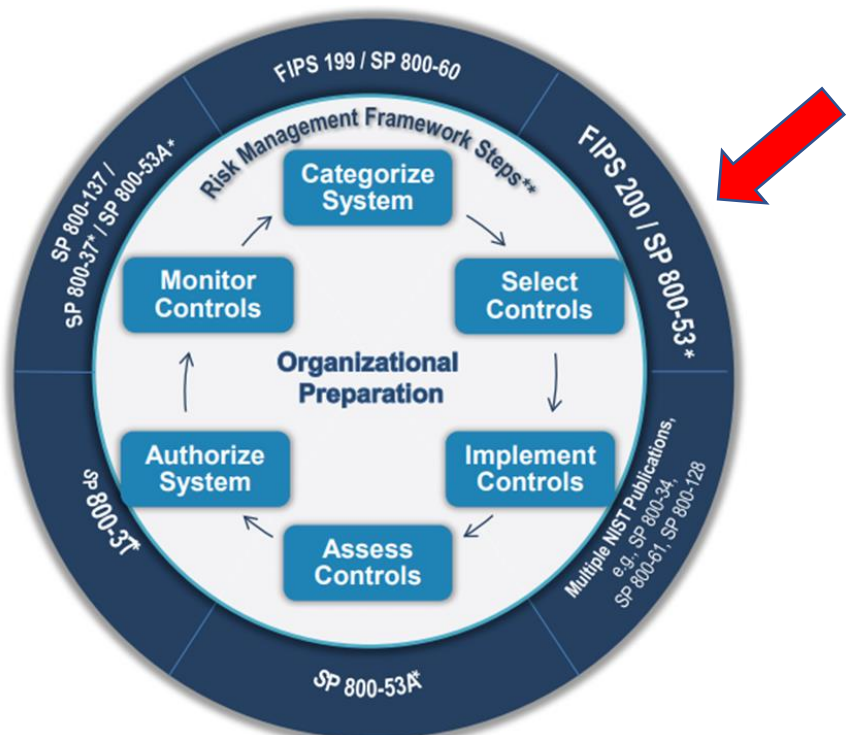 FIPS 199 / SP 800-60
Risk Management Framework Steps**
Categorize
System
FIPS 200 / SP 800-53*
Select
Controls
Multiple NIST Publications,
e.g., SP 800-34,
SP 800-61, SP 800-128
Implement
Controls
SP 800-53A*
Assess
Controls
SP 800-37*
Authorize
System
SP 800-137 /
SP 800-37* / SP 800-53A*
Monitor
Controls
Organizational
Preparation